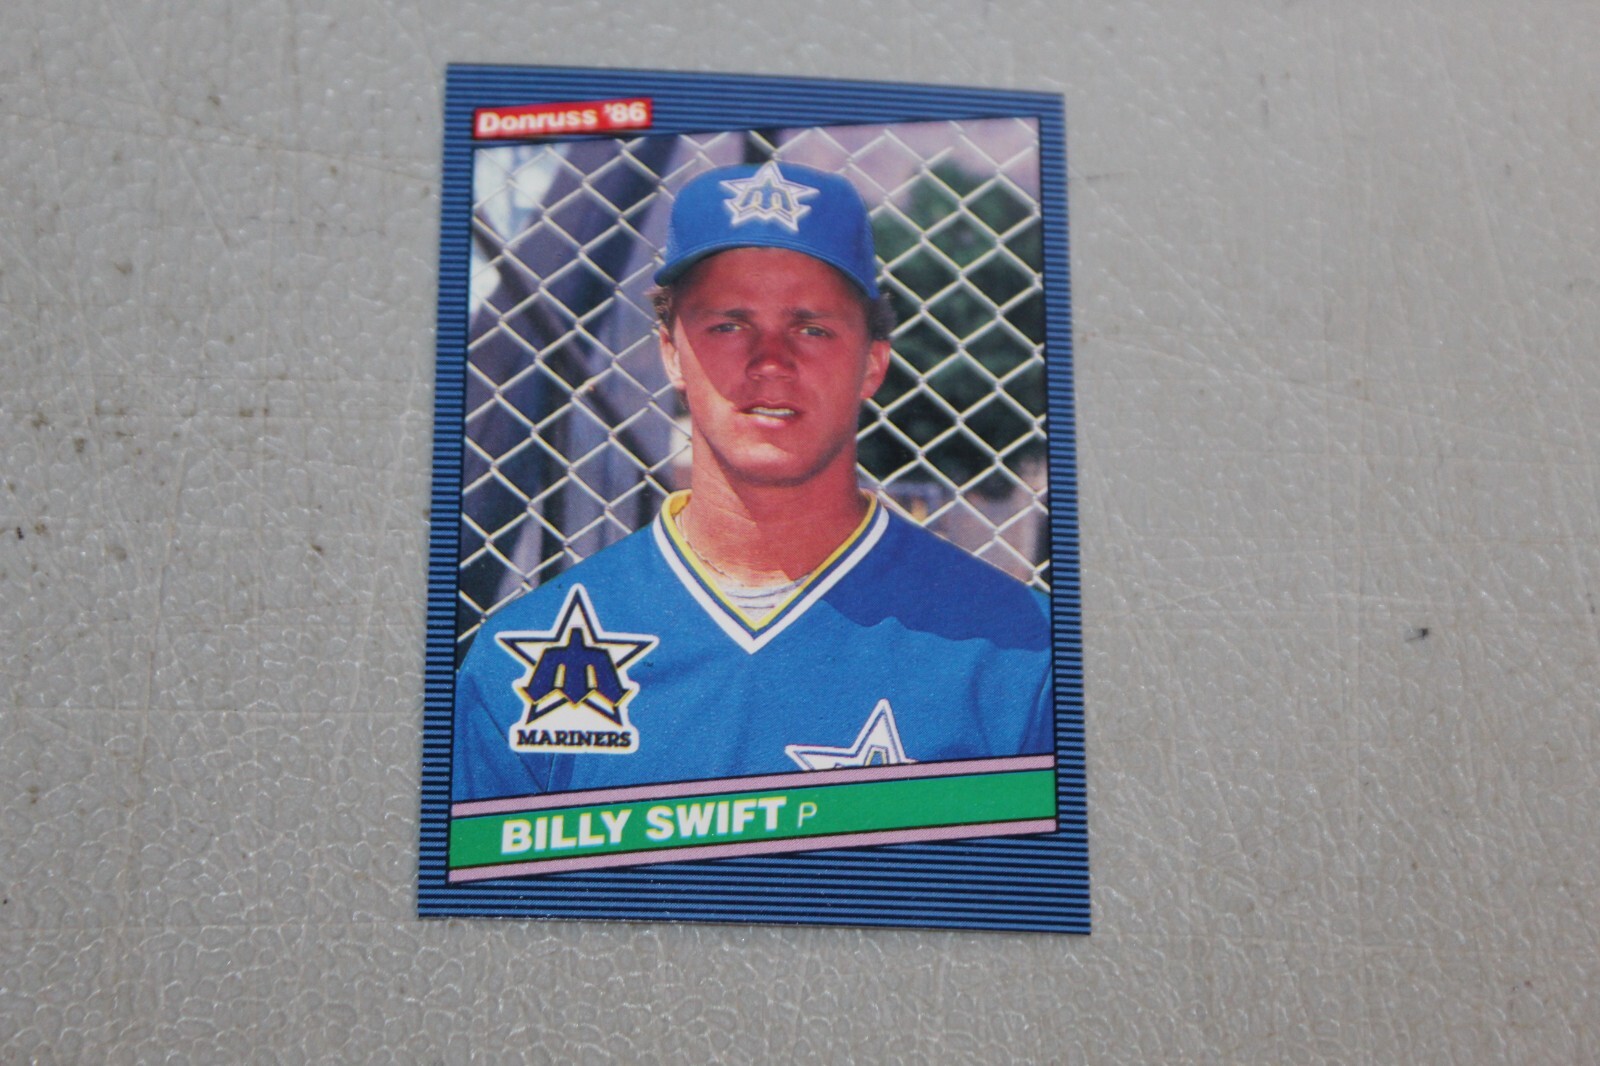 Donruss '86
MARINERS
BILLY SWIFT P